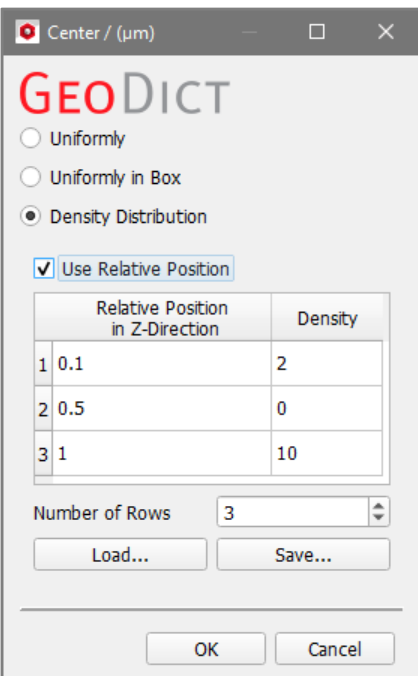 Center / (µm)
GEODICT
Uniformly
Uniformly in Box
Density Distribution
Use Relative Position
Relative Position
in Z-Direction
Density
1 0.1 2
2 0.5 0
3 1 10
Number of Rows 3
Load... Save...
OK Cancel